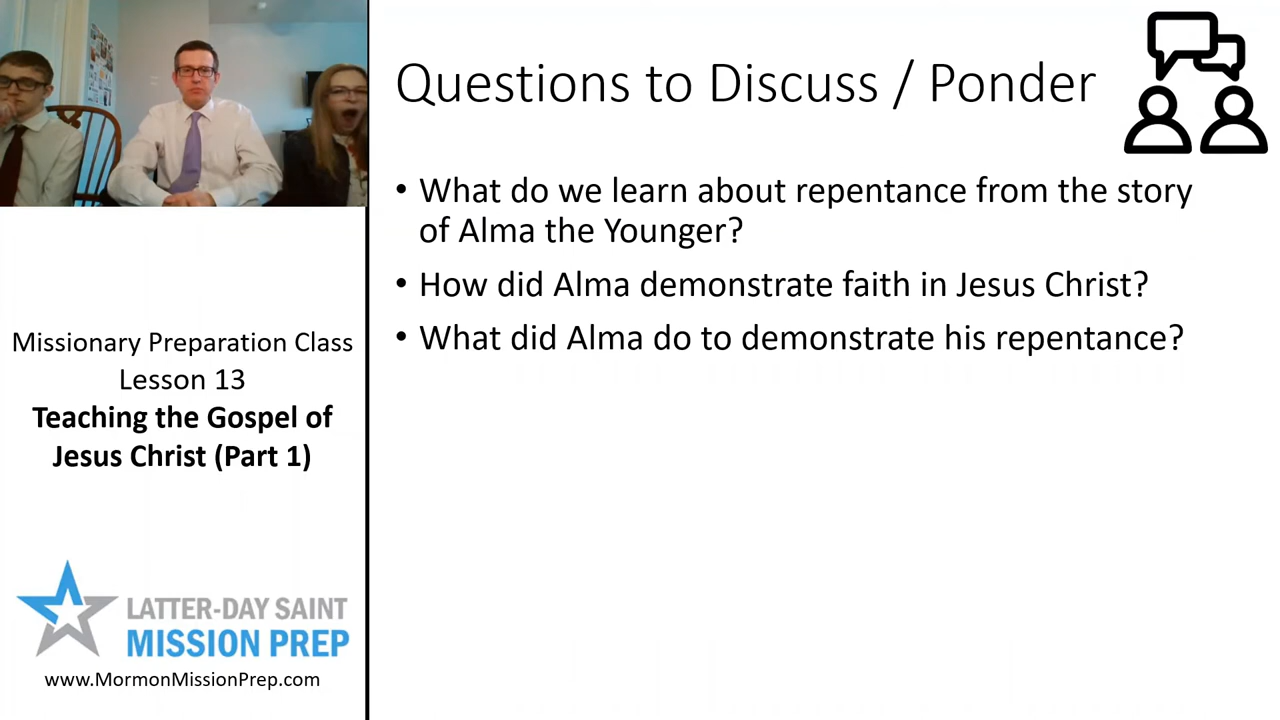 Questions to Discuss / Ponder
• What do we learn about repentance from the story
of Alma the Younger?
• How did Alma demonstrate faith in Jesus Christ?
• What did Alma do to demonstrate his repentance?
Missionary Preparation Class
Lesson 13
Teaching the Gospel of
Jesus Christ (Part 1)
LATTER-DAY SAINT
MISSION PREP
www.MormonMissionPrep.com